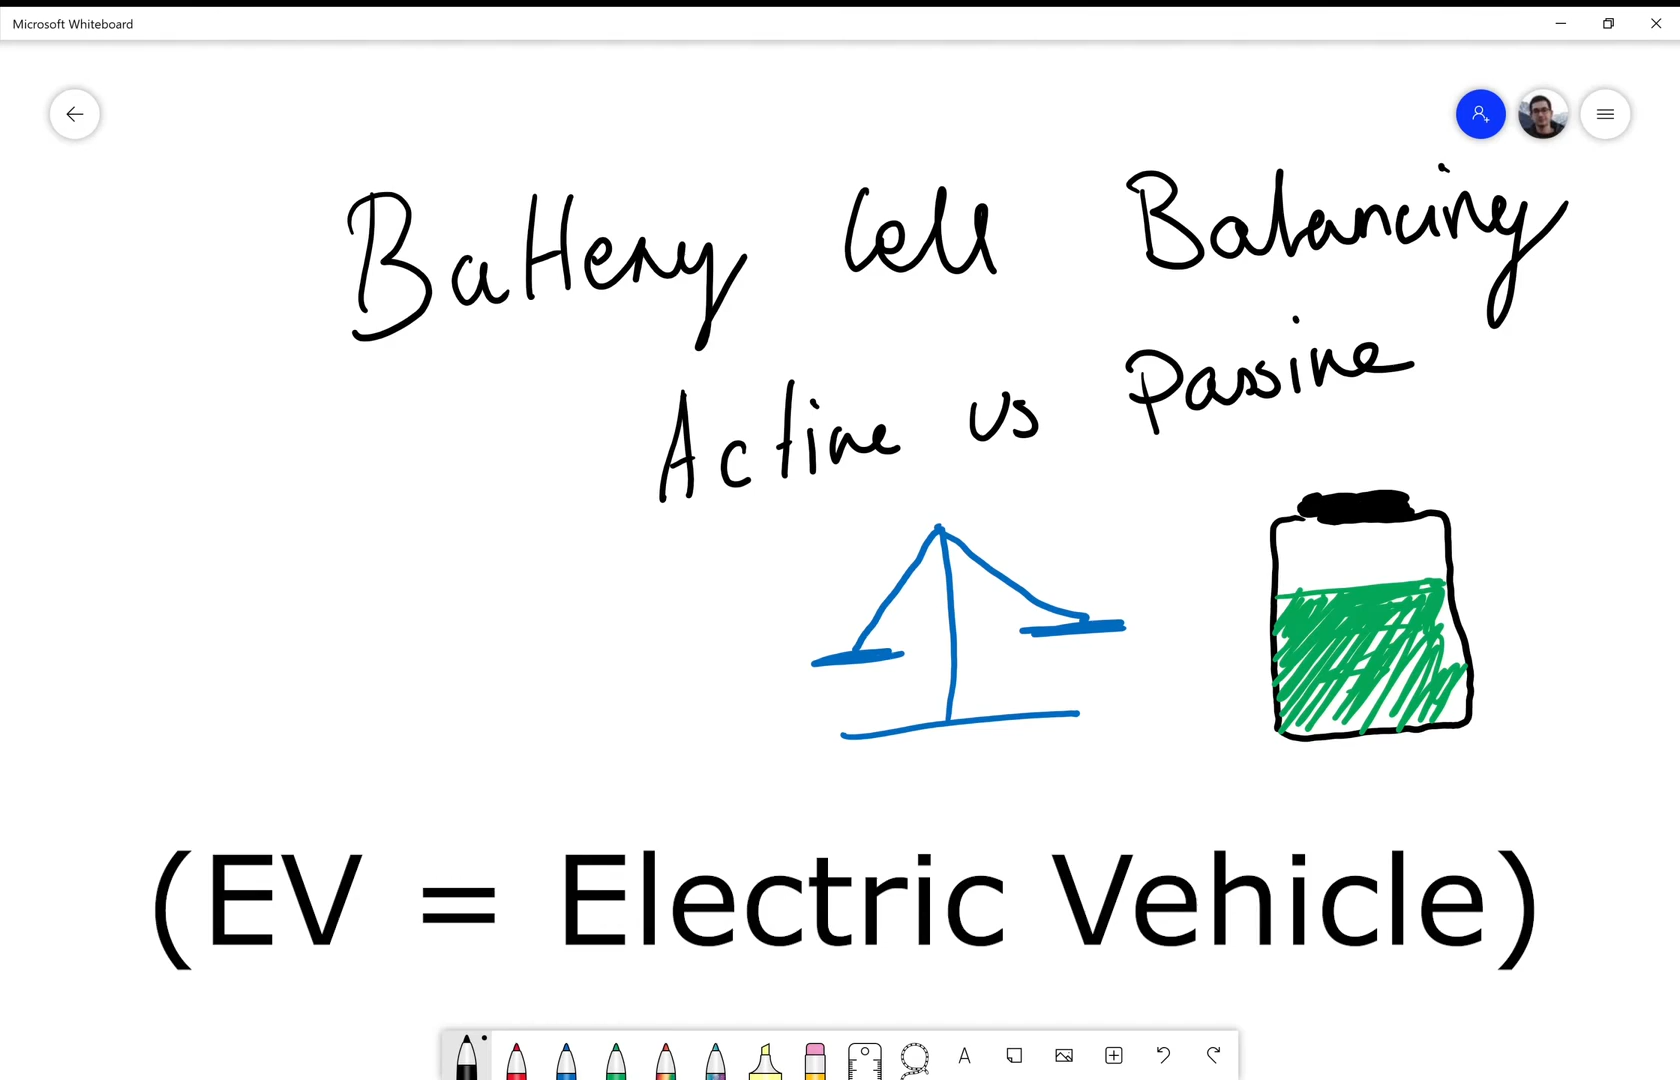 Microsoft Whiteboard
Battery Cell Balancing
Active vs Passive
(EV = Electric Vehicle)
A